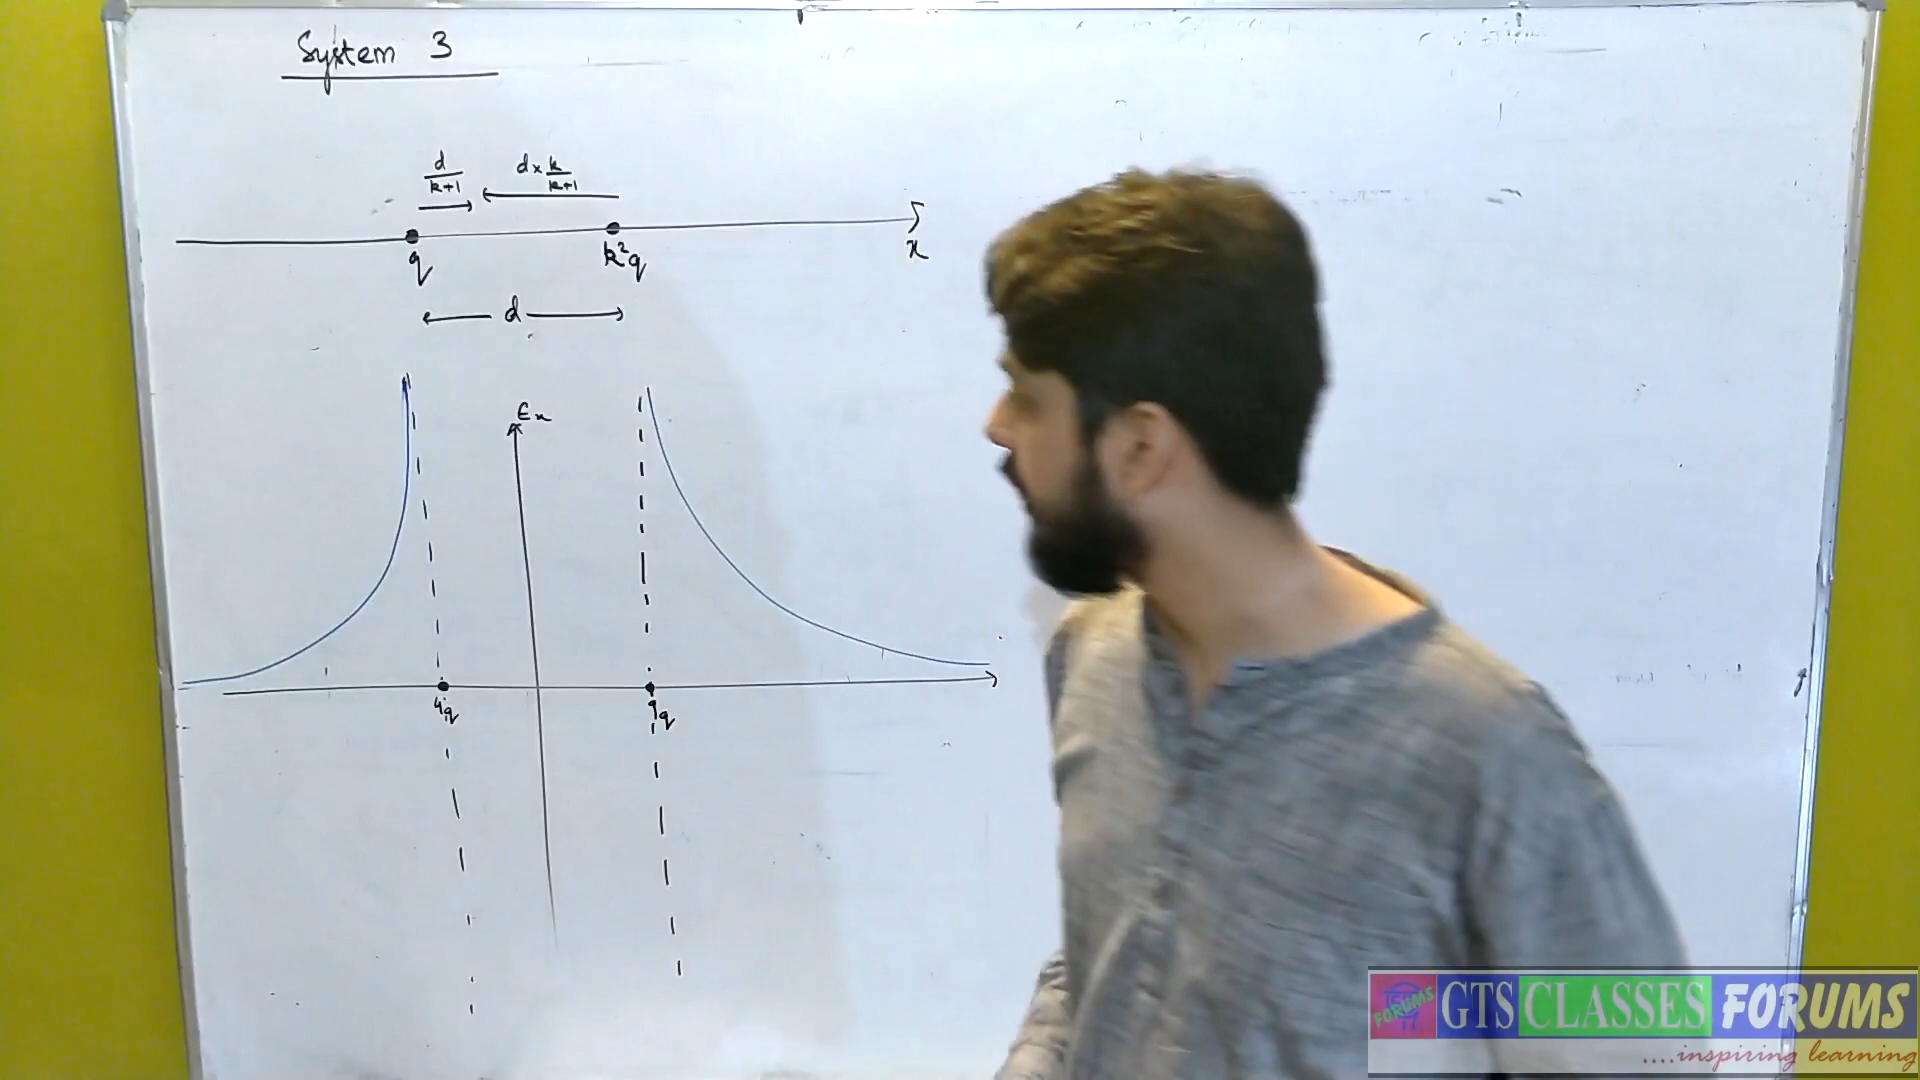 System 3
d/(k+1) d×k/(k+1)
q k²q
x
d
Ex
4q 9q
FORUMS GTS CLASSES FORUMS
....inspiring learning